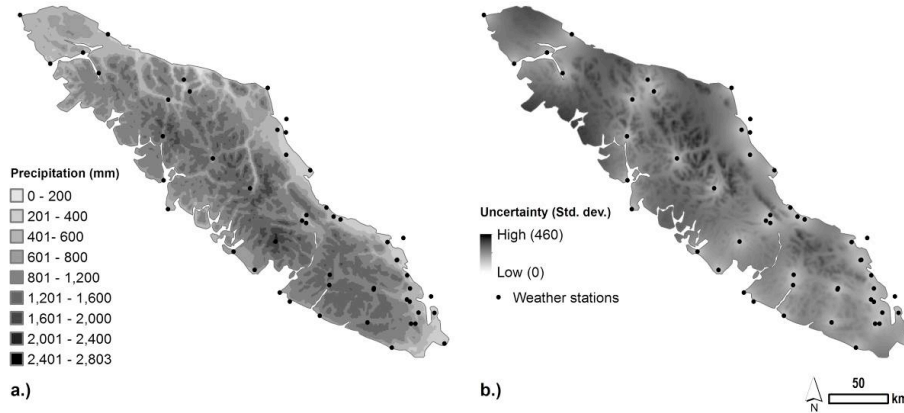 Precipitation (mm)
0 - 200
201 - 400
401- 600
601 - 800
801 - 1,200
1,201 - 1,600
1,601 - 2,000
2,001 - 2,400
2,401 - 2,803
a.)
Uncertainty (Std. dev.)
High (460)
Low (0)
Weather stations
b.)
N
50
km